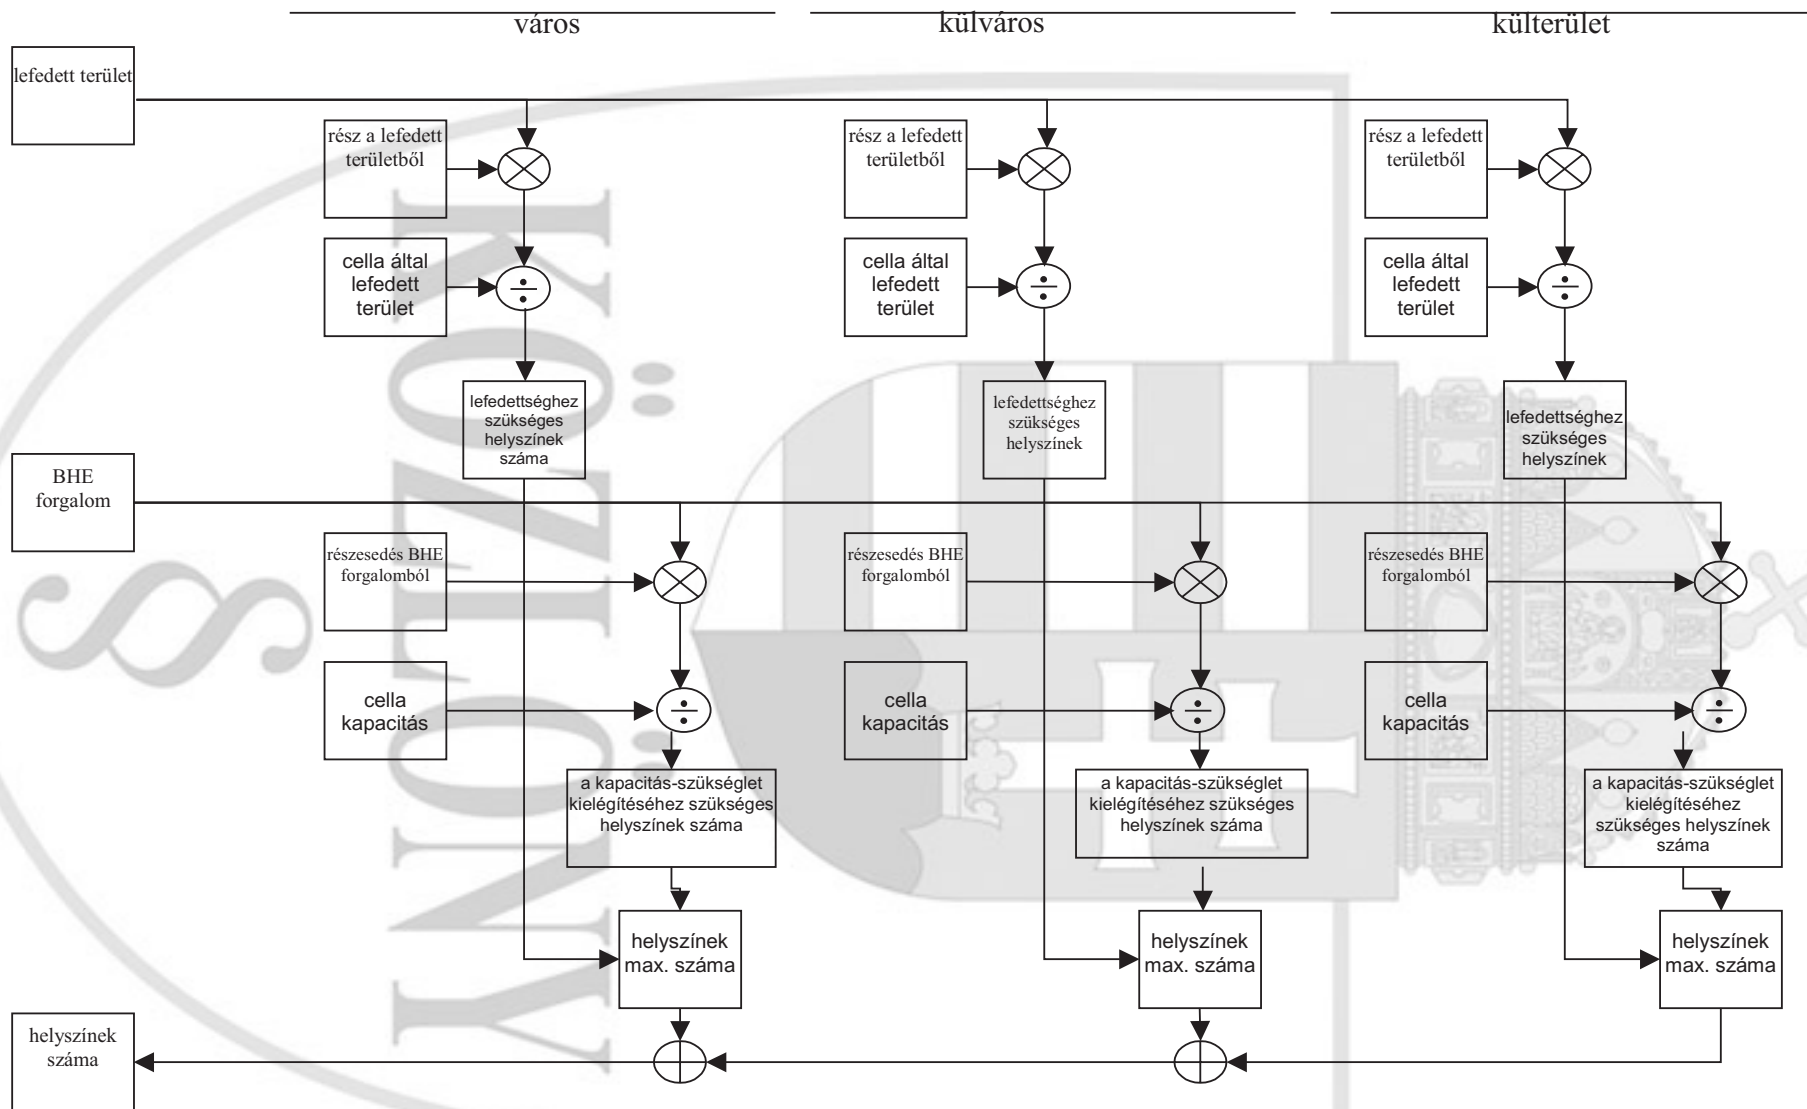 város
külváros
külterület
lefedett terület
rész a lefedett
területből
rész a lefedett
területből
rész a lefedett
területből
cella által
lefedett
terület
cella által
lefedett
terület
cella által
lefedett
terület
lefedettséghez
szükséges
helyszínek
száma
lefedettséghez
szükséges
helyszínek
lefedettséghez
szükséges
helyszínek
BHE
forgalom
részesedés BHE
forgalomból
részesedés BHE
forgalomból
részesedés BHE
forgalomból
cella
kapacitás
cella
kapacitás
cella
kapacitás
a kapacitás-szükséglet
kielégítéséhez szükséges
helyszínek száma
a kapacitás-szükséglet
kielégítéséhez szükséges
helyszínek száma
a kapacitás-szükséglet
kielégítéséhez
szükséges helyszínek
száma
helyszínek
max. száma
helyszínek
max. száma
helyszínek
max. száma
helyszínek
száma
KÖZLÖNY
§